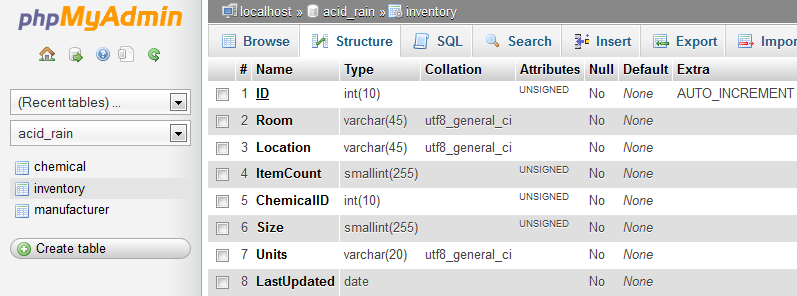 phpMyAdmin
(Recent tables) ...
acid_rain
chemical
inventory
manufacturer
Create table
localhost » acid_rain » inventory
Browse Structure SQL Search Insert Export Impor
# Name Type Collation Attributes Null Default Extra
1 ID int(10) UNSIGNED No None AUTO_INCREMENT
2 Room varchar(45) utf8_general_ci No None
3 Location varchar(45) utf8_general_ci No None
4 ItemCount smallint(255) UNSIGNED No None
5 ChemicalID int(10) UNSIGNED No None
6 Size smallint(255) UNSIGNED No None
7 Units varchar(20) utf8_general_ci No None
8 LastUpdated date No None